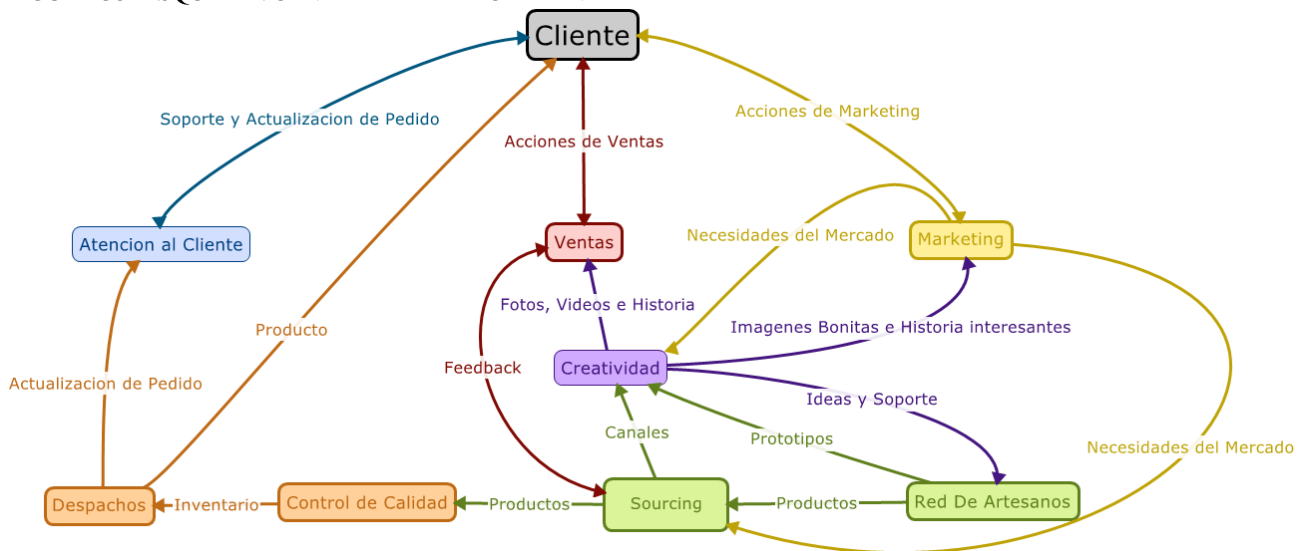 Cliente
Acciones de Marketing
Soporte y Actualizacion de Pedido
Acciones de Ventas
Necesidades del Mercado
Marketing
Atencion al Cliente
Ventas
Fotos, Videos e Historia
Producto
Imagenes Bonitas e Historia interesantes
Feedback
Creatividad
Actualizacion de Pedido
Ideas y Soporte
Canales
Prototipos
Necesidades del Mercado
Despachos
Inventario
Control de Calidad
Productos
Sourcing
Productos
Red De Artesanos